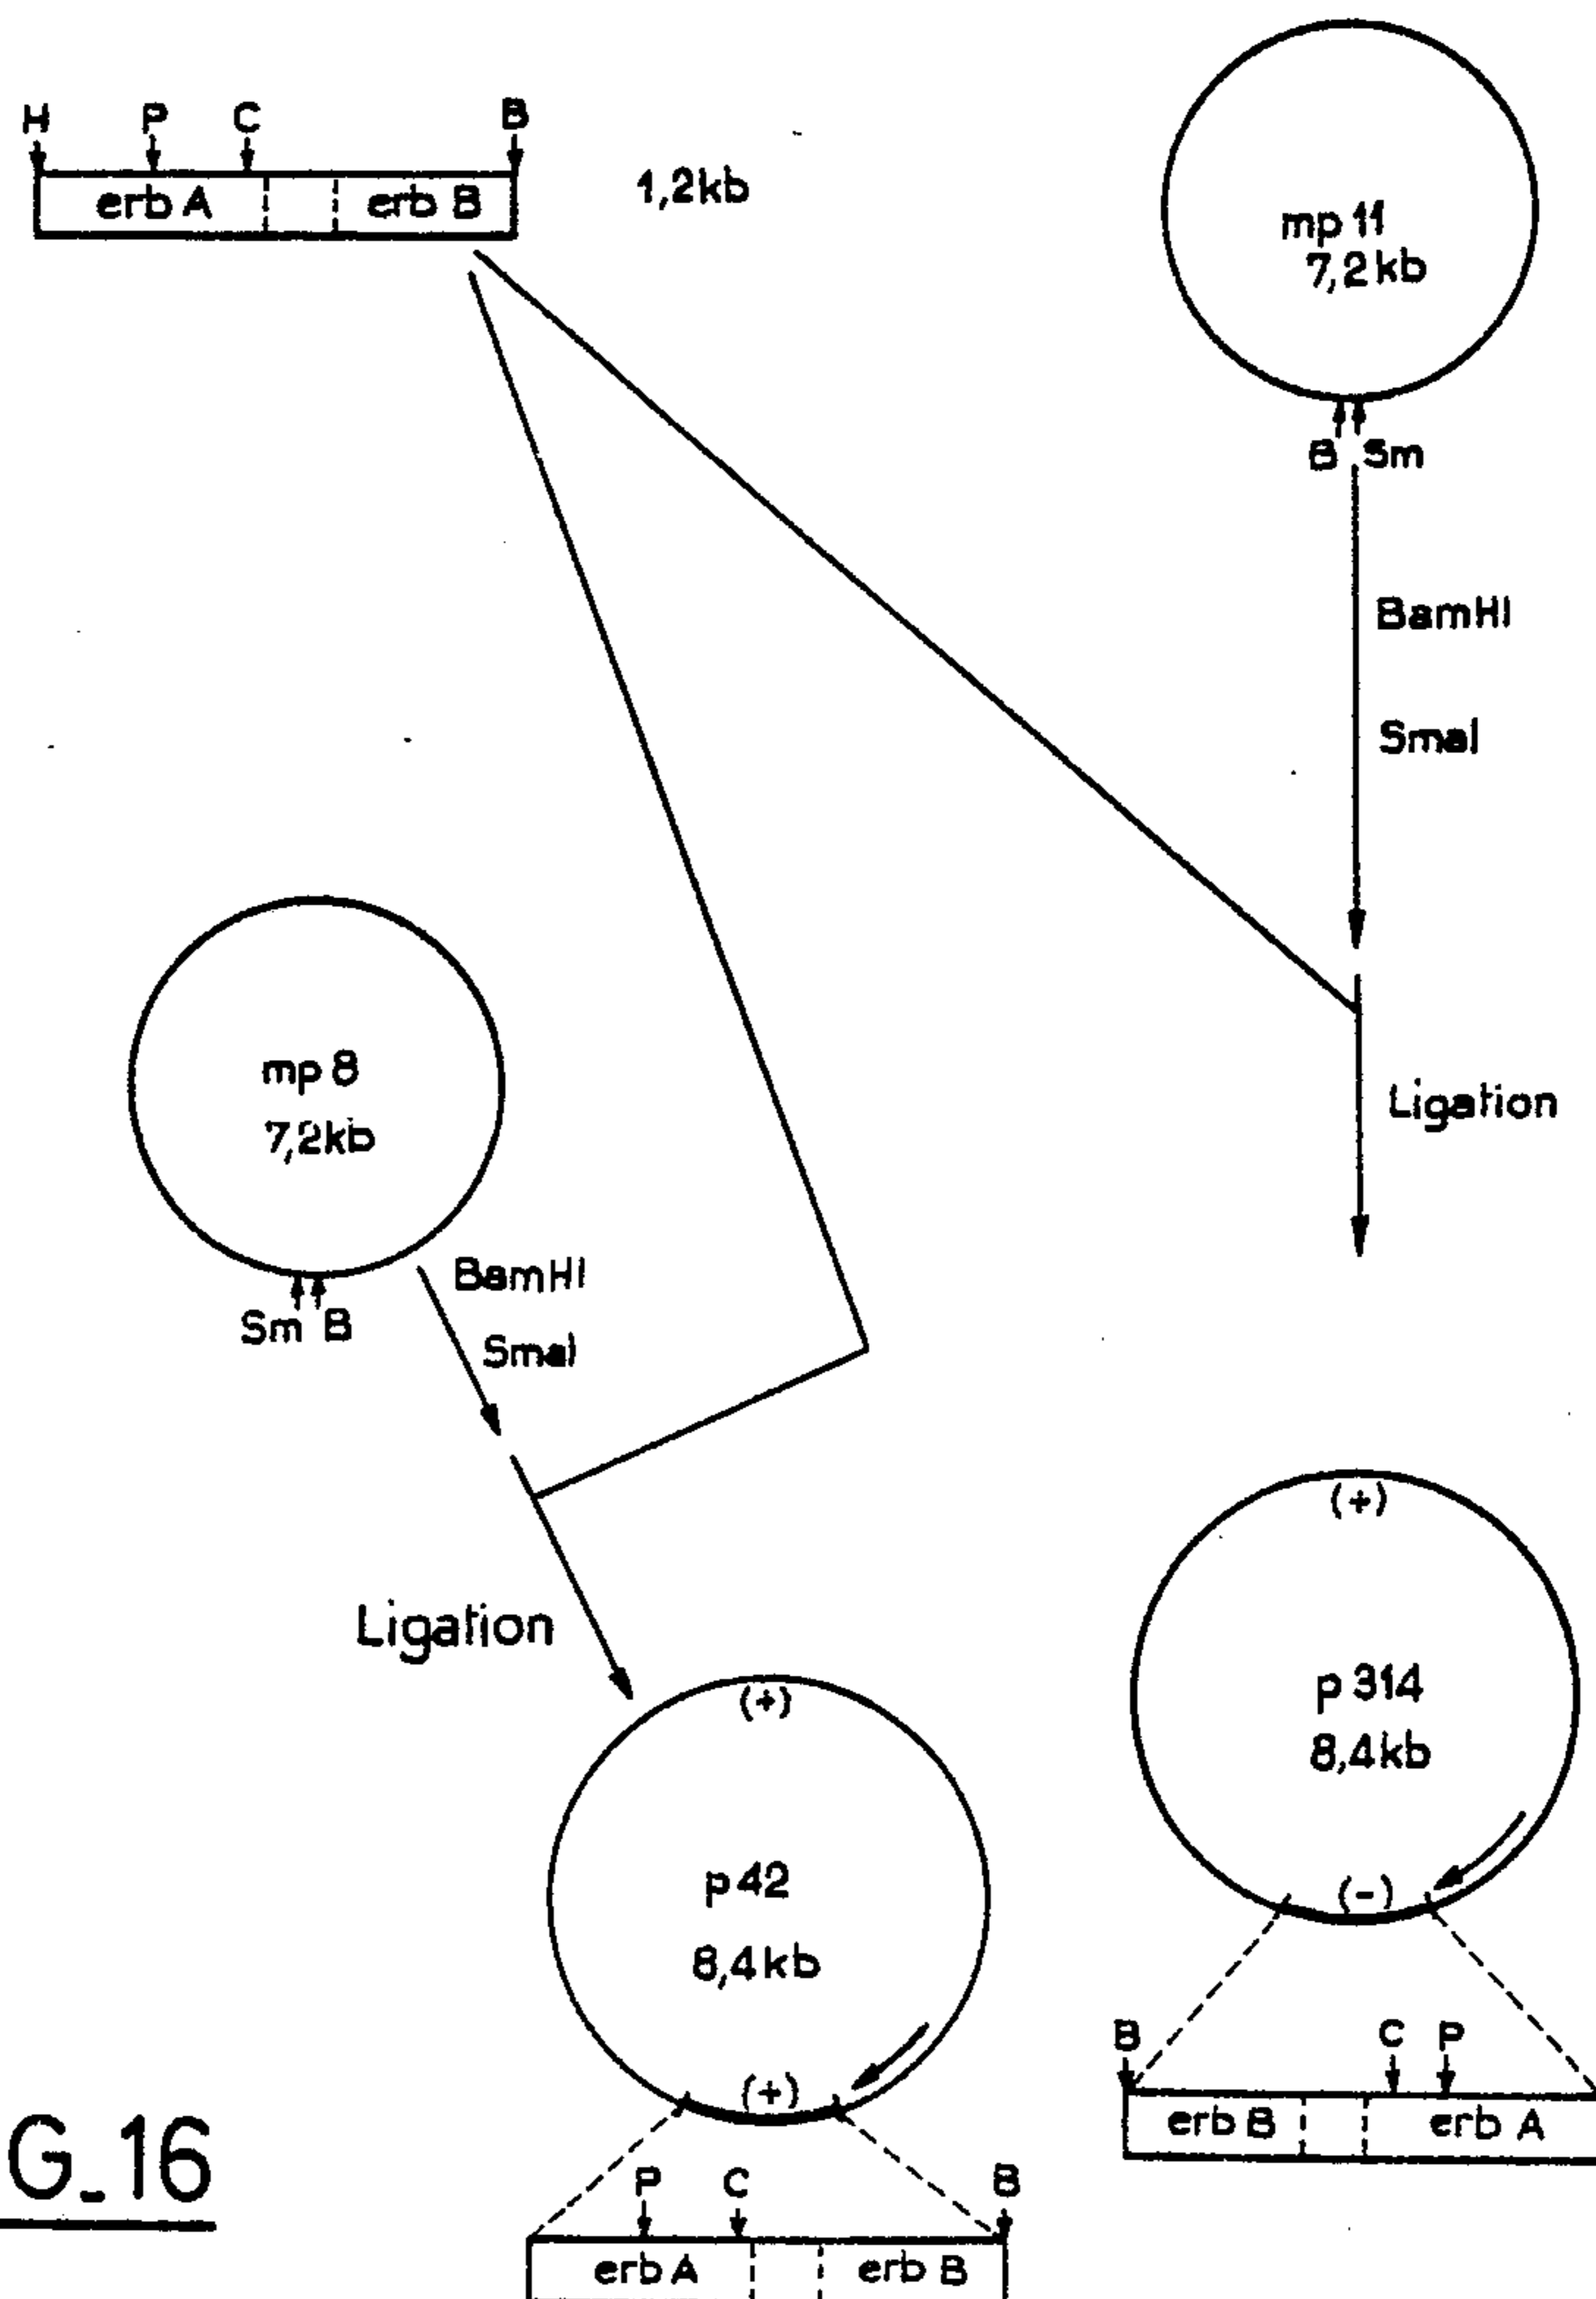 H P C B
erb A erb B
1,2kb
mp 11
7,2kb
B Sm
BamHI
SmaI
Ligation
mp 8
7,2kb
Sm B
BamHI
SmaI
Ligation
(+)
p 314
8,4kb
(-)
B C P
erb B erb A
(+)
p 42
8,4kb
(+)
P C B
erb A erb B
G_16